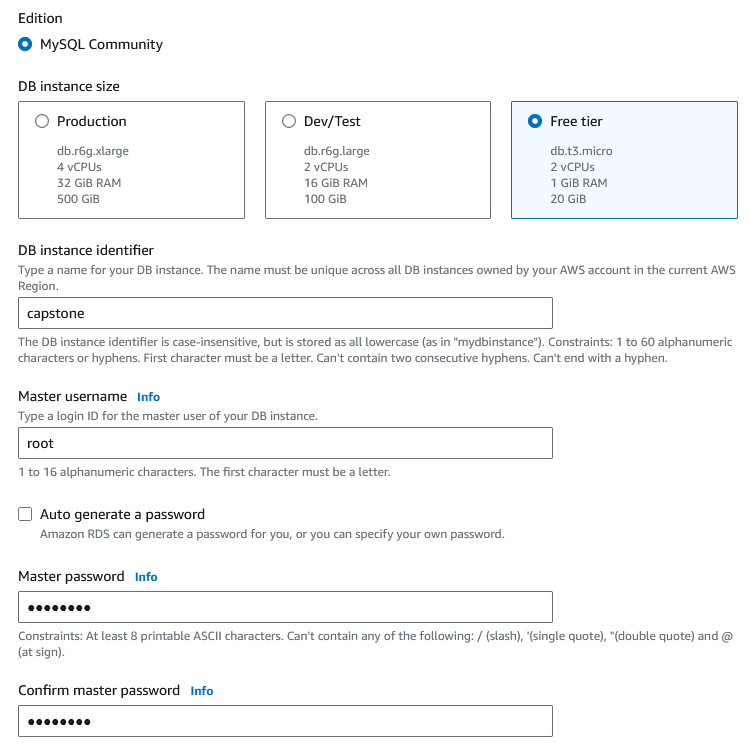 Edition
MySQL Community
DB instance size
Production
db.r6g.xlarge
4 vCPUs
32 GiB RAM
500 GiB
Dev/Test
db.r6g.large
2 vCPUs
16 GiB RAM
100 GiB
Free tier
db.t3.micro
2 vCPUs
1 GiB RAM
20 GiB
DB instance identifier
Type a name for your DB instance. The name must be unique across all DB instances owned by your AWS account in the current AWS
Region.
capstone
The DB instance identifier is case-insensitive, but is stored as all lowercase (as in "mydbinstance"). Constraints: 1 to 60 alphanumeric
characters or hyphens. First character must be a letter. Can't contain two consecutive hyphens. Can't end with a hyphen.
Master username Info
Type a login ID for the master user of your DB instance.
root
1 to 16 alphanumeric characters. The first character must be a letter.
Auto generate a password
Amazon RDS can generate a password for you, or you can specify your own password.
Master password Info
••••••••
Constraints: At least 8 printable ASCII characters. Can't contain any of the following: / (slash), '(single quote), "(double quote) and @
(at sign).
Confirm master password Info
••••••••